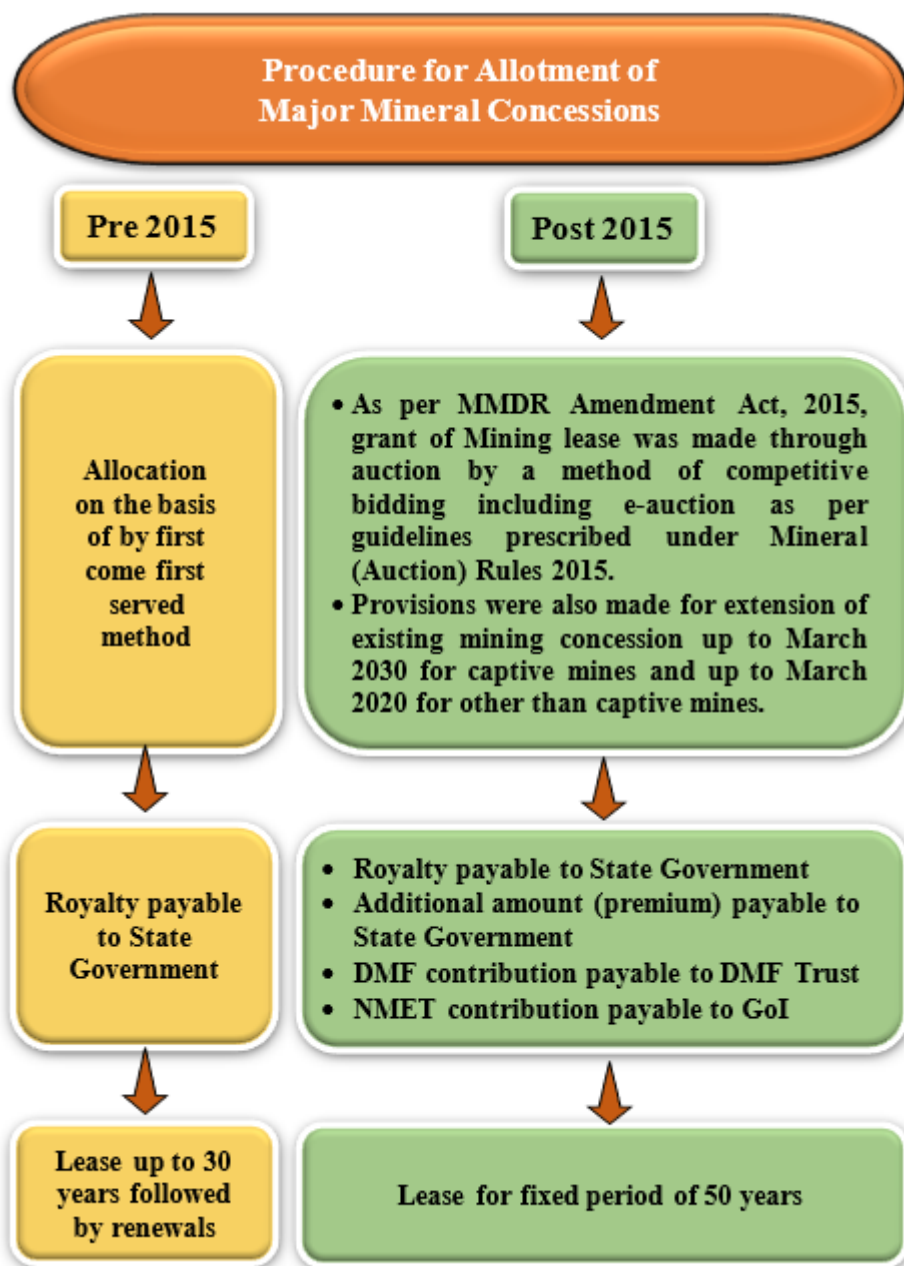 Procedure for Allotment of
Major Mineral Concessions
Pre 2015
Allocation
on the basis
of by first
come first
served
method
Royalty payable
to State
Government
Lease up to 30
years followed
by renewals
Post 2015
• As per MMDR Amendment Act, 2015,
grant of Mining lease was made through
auction by a method of competitive
bidding including e-auction as per
guidelines prescribed under Mineral
(Auction) Rules 2015.
• Provisions were also made for extension of
existing mining concession up to March
2030 for captive mines and up to March
2020 for other than captive mines.
• Royalty payable to State Government
• Additional amount (premium) payable to
State Government
• DMF contribution payable to DMF Trust
• NMET contribution payable to GoI
Lease for fixed period of 50 years